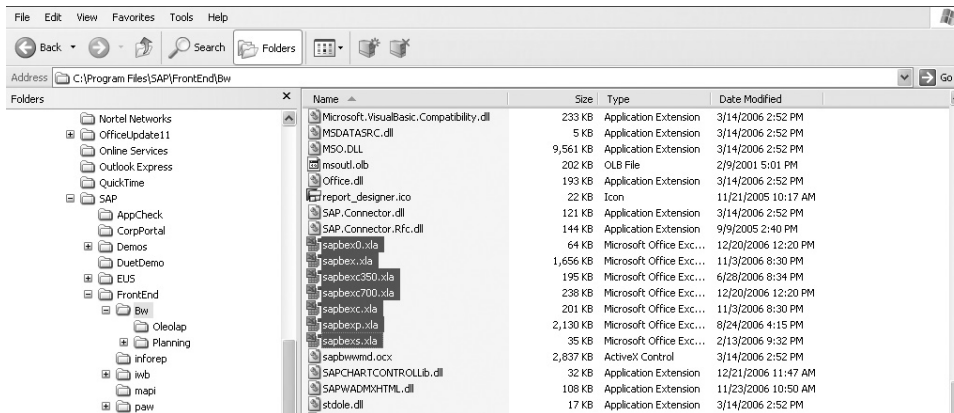 File Edit View Favorites Tools Help
Back Search Folders
Address C:\Program Files\SAP\FrontEnd\Bw Go
Folders × Name Size Type Date Modified
Nortel Networks
OfficeUpdate11
Online Services
Outlook Express
QuickTime
SAP
AppCheck
CorpPortal
Demos
DuetDemo
EUS
FrontEnd
Bw
Oleolap
Planning
inforep
iwb
mapi
paw
Microsoft.VisualBasic.Compatibility.dll 233 KB Application Extension 3/14/2006 2:52 PM
MSDATASRC.dll 5 KB Application Extension 3/14/2006 2:52 PM
MSO.DLL 9,561 KB Application Extension 3/14/2006 2:52 PM
msoutl.olb 202 KB OLB File 2/9/2001 5:01 PM
Office.dll 193 KB Application Extension 3/14/2006 2:52 PM
report_designer.ico 22 KB Icon 11/21/2005 10:17 AM
SAP.Connector.dll 121 KB Application Extension 3/14/2006 2:52 PM
SAP.Connector.Rfc.dll 144 KB Application Extension 9/9/2005 2:40 PM
sapbex0.xla 64 KB Microsoft Office Exc... 12/20/2006 12:20 PM
sapbex.xla 1,656 KB Microsoft Office Exc... 11/3/2006 8:30 PM
sapbexc350.xla 195 KB Microsoft Office Exc... 6/28/2006 8:34 PM
sapbexc700.xla 238 KB Microsoft Office Exc... 12/20/2006 12:20 PM
sapbexc.xla 201 KB Microsoft Office Exc... 11/3/2006 8:30 PM
sapbexp.xla 2,130 KB Microsoft Office Exc... 8/24/2006 4:15 PM
sapbexs.xla 35 KB Microsoft Office Exc... 2/13/2006 9:32 PM
sapbwwmd.ocx 2,837 KB ActiveX Control 3/14/2006 2:52 PM
SAPCHARTCONTROLLib.dll 32 KB Application Extension 12/21/2006 11:47 AM
SAPWADMXHTML.dll 108 KB Application Extension 11/23/2006 10:50 AM
stdole.dll 17 KB Application Extension 3/14/2006 2:52 PM